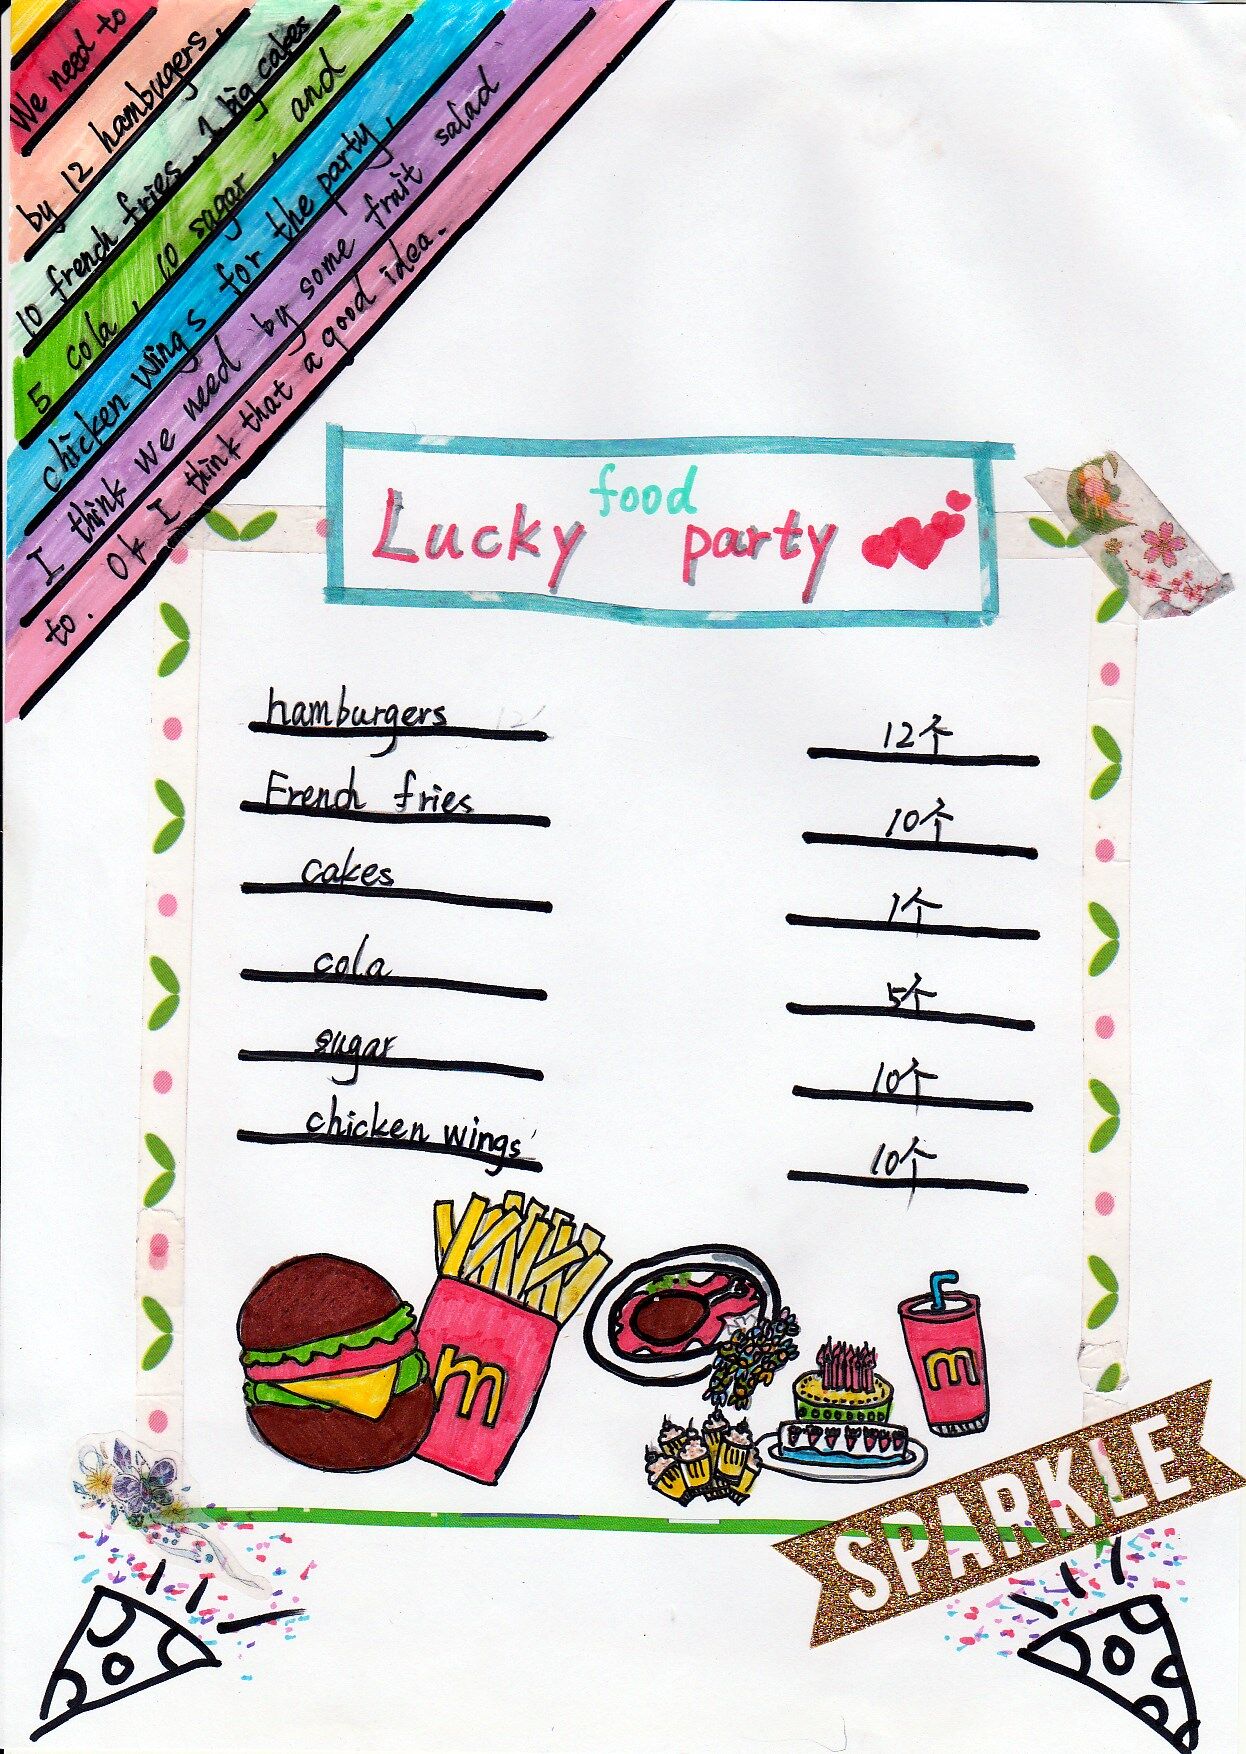 We need to
by 12 hamburgers,
10 french fries, 1 big cakes
5 cola, 10 sagar, and
chicken wings for the party,
I think we need by some fruit salad
to. Ok I think that a good idea.
food
Lucky party
hamburgers 12个
French fries 10个
cakes 1个
cola 5个
sugar 10个
chicken wings 10个
m
m
SPARKLE